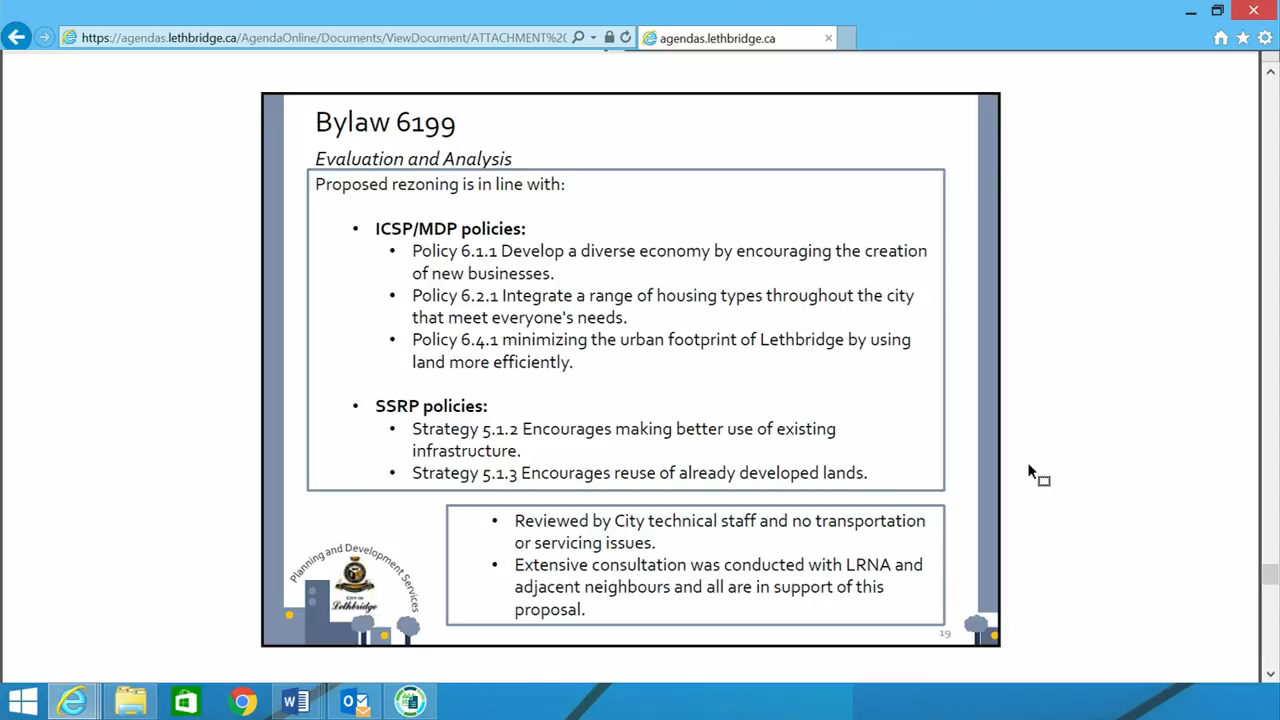 https://agendas.lethbridge.ca/AgendaOnline/Documents/ViewDocument/ATTACHMENT%20
agendas.lethbridge.ca
Bylaw 6199
Evaluation and Analysis
Proposed rezoning is in line with:
• ICSP/MDP policies:
• Policy 6.1.1 Develop a diverse economy by encouraging the creation
of new businesses.
• Policy 6.2.1 Integrate a range of housing types throughout the city
that meet everyone's needs.
• Policy 6.4.1 minimizing the urban footprint of Lethbridge by using
land more efficiently.
• SSRP policies:
• Strategy 5.1.2 Encourages making better use of existing
infrastructure.
• Strategy 5.1.3 Encourages reuse of already developed lands.
• Reviewed by City technical staff and no transportation
or servicing issues.
• Extensive consultation was conducted with LRNA and
adjacent neighbours and all are in support of this
proposal.
Planning and Development Services
CITY OF
Lethbridge
19